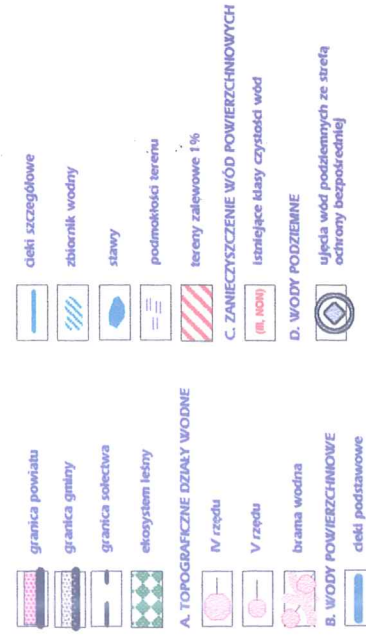 granica powiatu
granica gminy
granica sołectwa
ekosystem leśny
A. TOPOGRAFICZNE DZIAŁY WODNE
IV rzędu
V rzędu
brama wodna
B. WODY POWIERZCHNIOWE
cieki podstawowe
cieki szczegółowe
zbiornik wodny
stawy
podmokłości terenu
tereny zalewowe 1%
C. ZANIECZYSZCZENIE WÓD POWIERZCHNIOWYCH
(III, NON)
istniejące klasy czystości wód
D. WODY PODZIEMNE
ujęcia wód podziemnych ze strefą
ochrony bezpośredniej